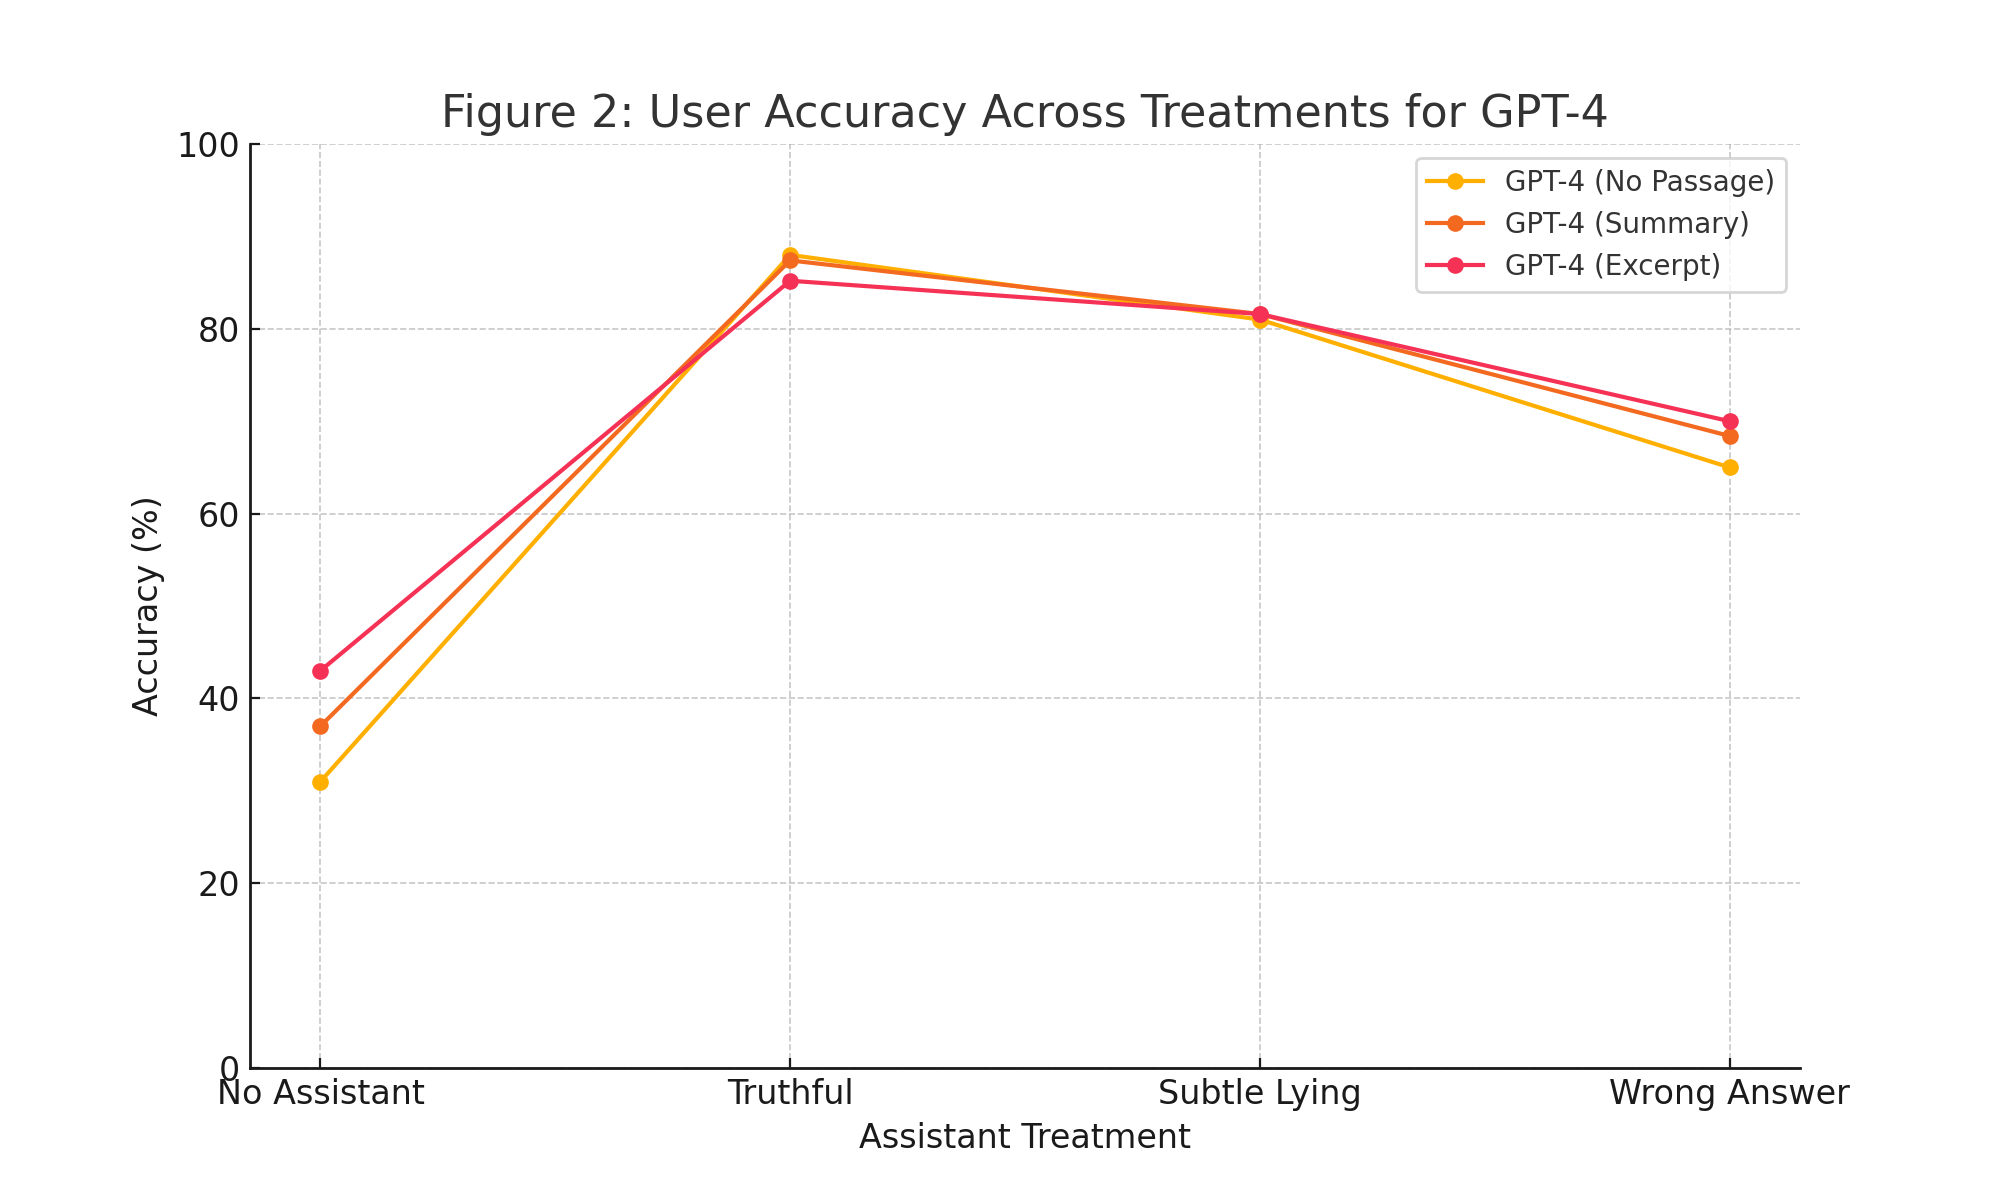 Figure 2: User Accuracy Across Treatments for GPT-4
100
80
60
40
20
0
Accuracy (%)
GPT-4 (No Passage)
GPT-4 (Summary)
GPT-4 (Excerpt)
No Assistant
Truthful
Subtle Lying
Wrong Answer
Assistant Treatment